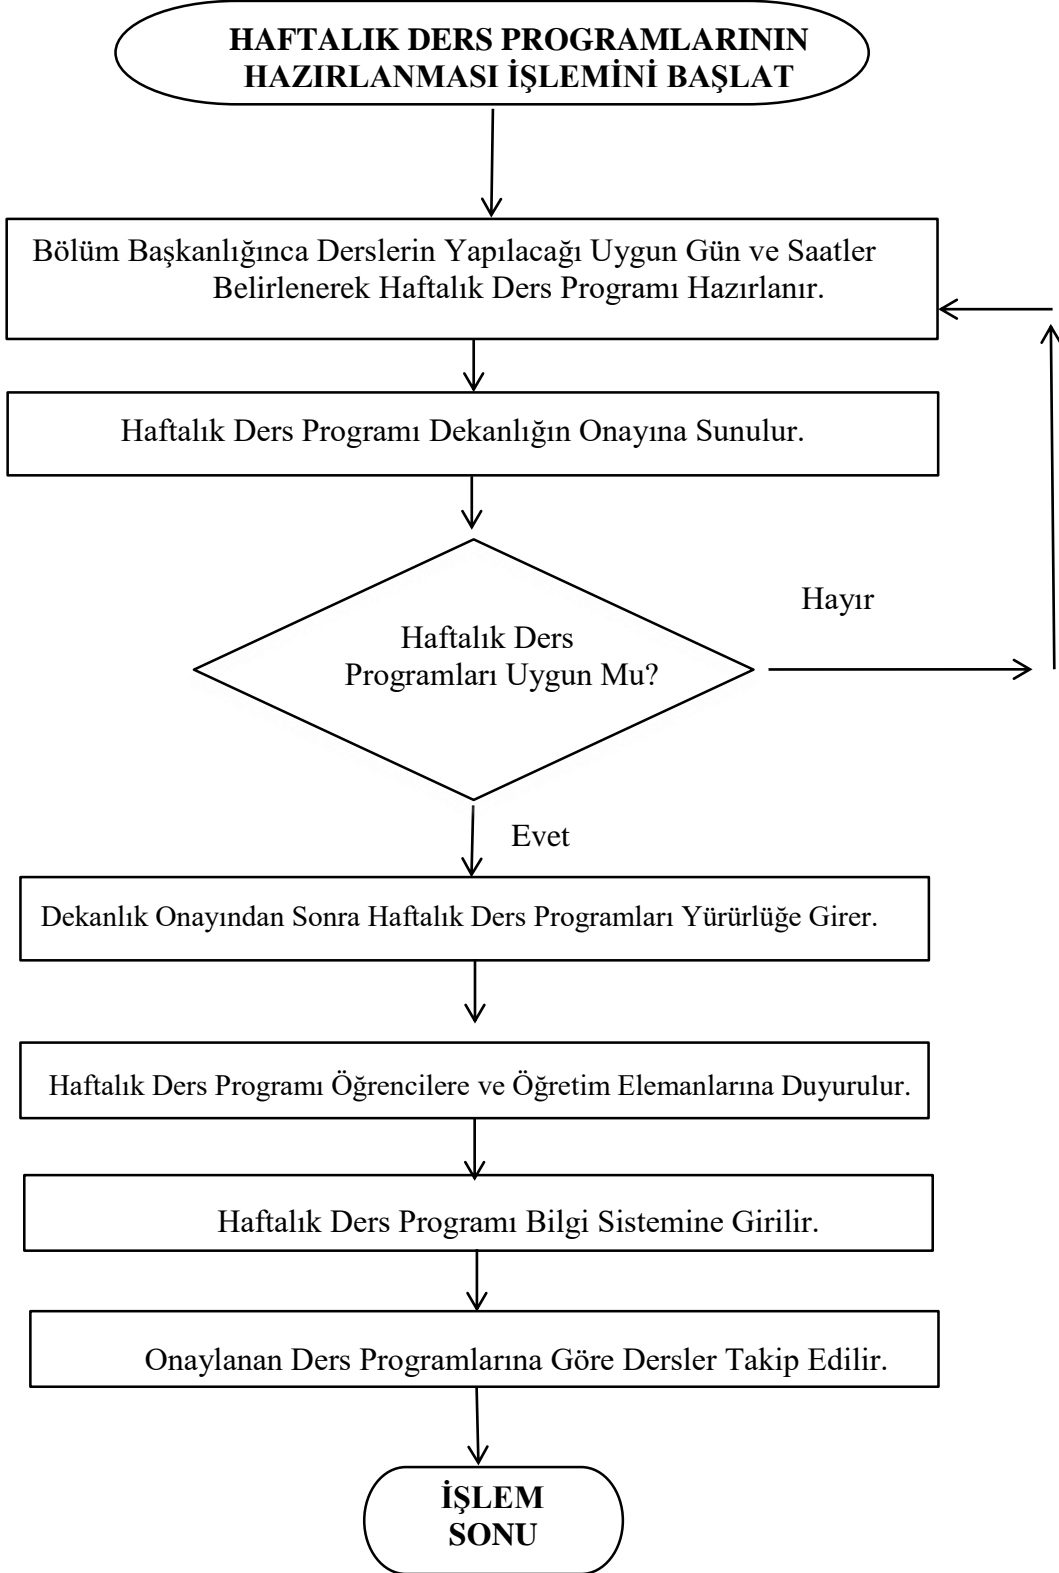 HAFTALIK DERS PROGRAMLARININ
HAZIRLANMASI İŞLEMİNİ BAŞLAT
Bölüm Başkanlığınca Derslerin Yapılacağı Uygun Gün ve Saatler
Belirlenerek Haftalık Ders Programı Hazırlanır.
Haftalık Ders Programı Dekanlığın Onayına Sunulur.
Hayır
Haftalık Ders
Programları Uygun Mu?
Evet
Dekanlık Onayından Sonra Haftalık Ders Programları Yürürlüğe Girer.
Haftalık Ders Programı Öğrencilere ve Öğretim Elemanlarına Duyurulur.
Haftalık Ders Programı Bilgi Sistemine Girilir.
Onaylanan Ders Programlarına Göre Dersler Takip Edilir.
İŞLEM
SONU